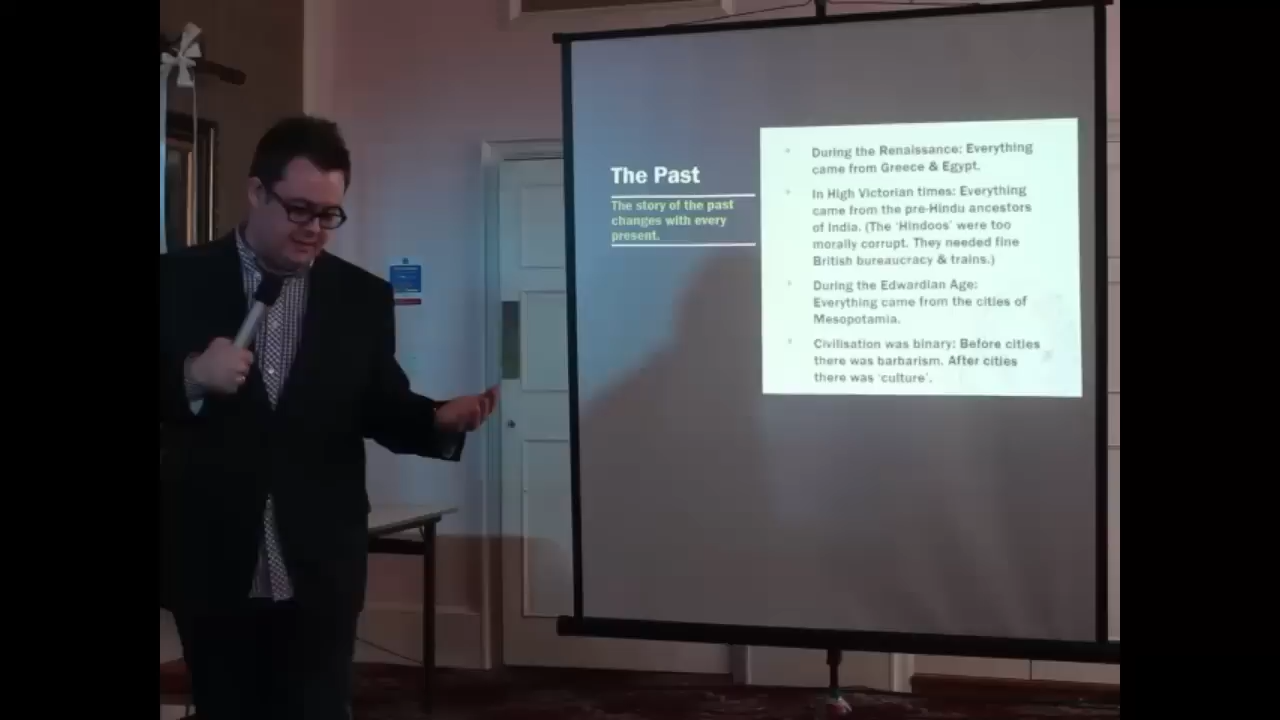 The Past
The story of the past
changes with every
present.
• During the Renaissance: Everything
came from Greece & Egypt.
• In High Victorian times: Everything
came from the pre-Hindu ancestors
of India. (The ‘Hindoos’ were too
morally corrupt. They needed fine
British bureaucracy & trains.)
• During the Edwardian Age:
Everything came from the cities of
Mesopotamia.
• Civilisation was binary: Before cities
there was barbarism. After cities
there was ‘culture’.